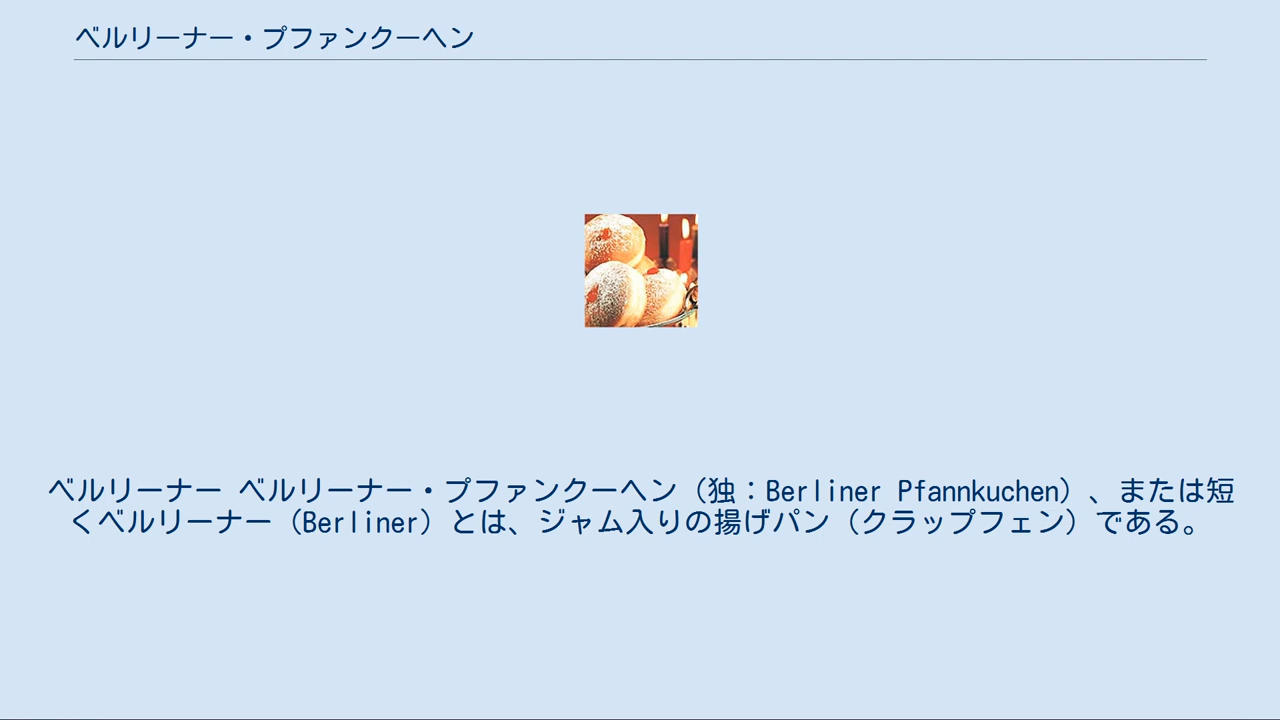 ベルリーナー・プファンクーヘン
ベルリーナー ベルリーナー・プファンクーヘン（独：Berliner Pfannkuchen）、または短
くベルリーナー（Berliner）とは、ジャム入りの揚げパン（クラップフェン）である。